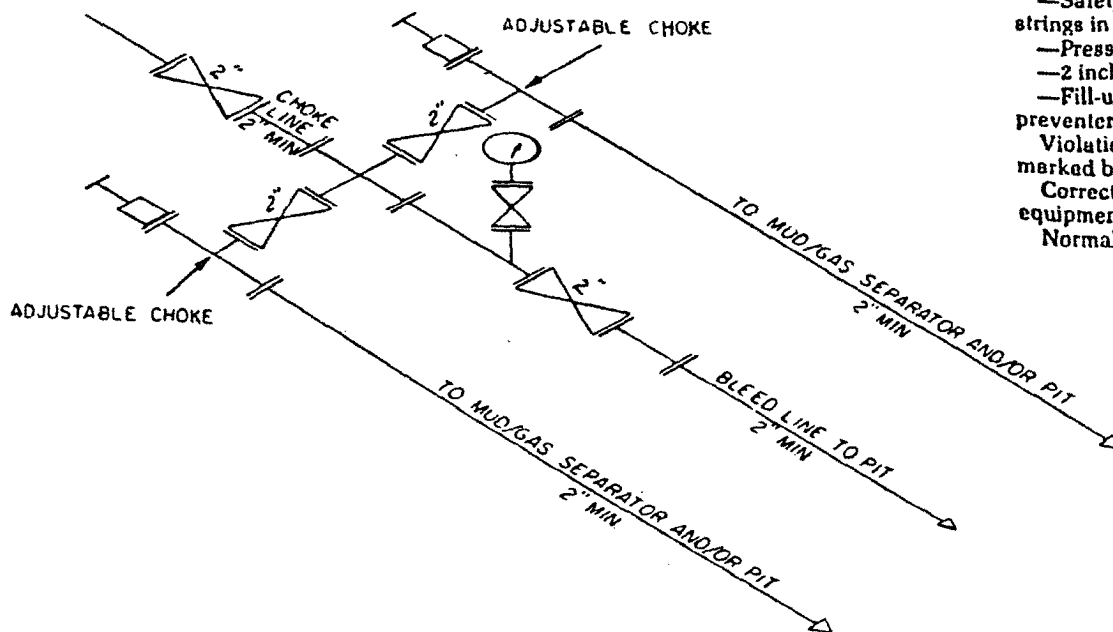 ADJUSTABLE CHOKE
2"
CHOKE
LINE
2" MIN
2"
2"
TO MUD/GAS SEPARATOR AND/OR PIT
2" MIN
ADJUSTABLE CHOKE
2"
BLEED LINE TO PIT
2" MIN
TO MUD/GAS SEPARATOR AND/OR PIT
2" MIN
—Safet
strings in
—Press
—2 incl
—Fill-u
preventer
Violatio
marked b
Correct
equipmen
Normal